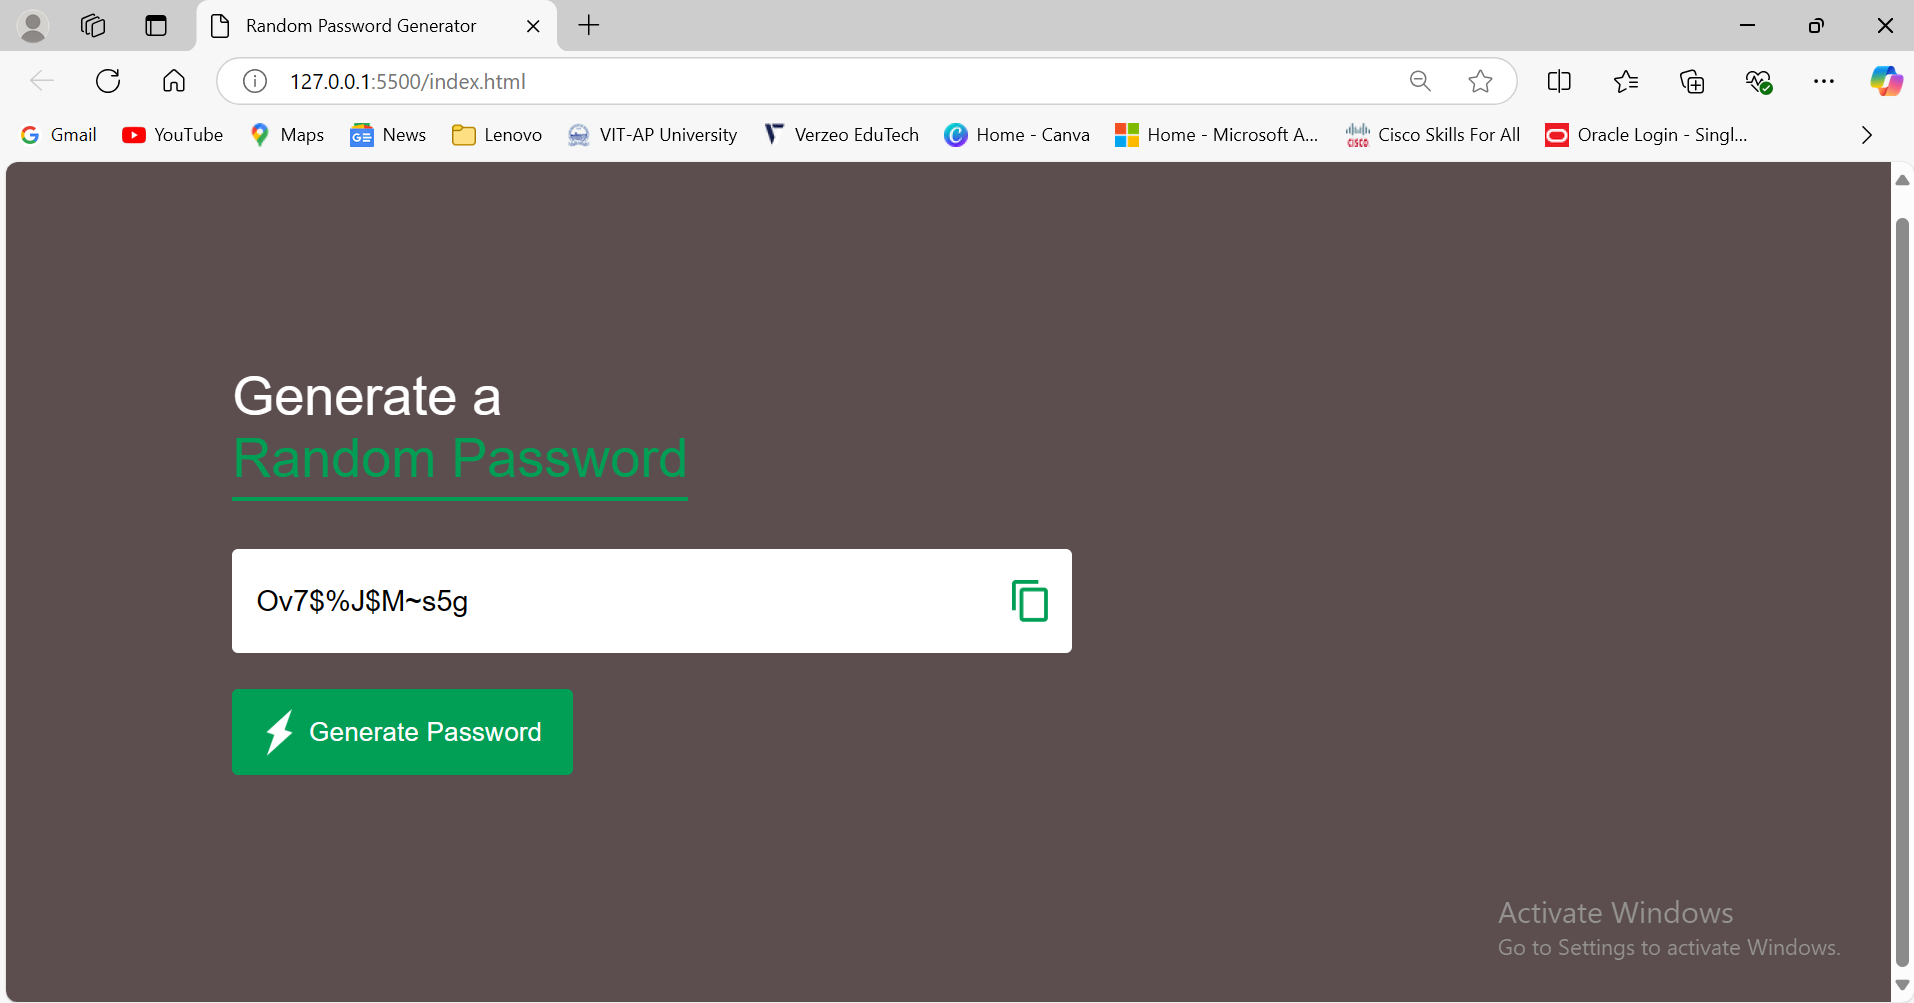 Random Password Generator
127.0.0.1:5500/index.html
Gmail YouTube Maps News Lenovo VIT-AP University Verzeo EduTech Home - Canva Home - Microsoft A... Cisco Skills For All Oracle Login - Singl...
Generate a
Random Password
Ov7$%J$M~s5g
Generate Password
Activate Windows
Go to Settings to activate Windows.